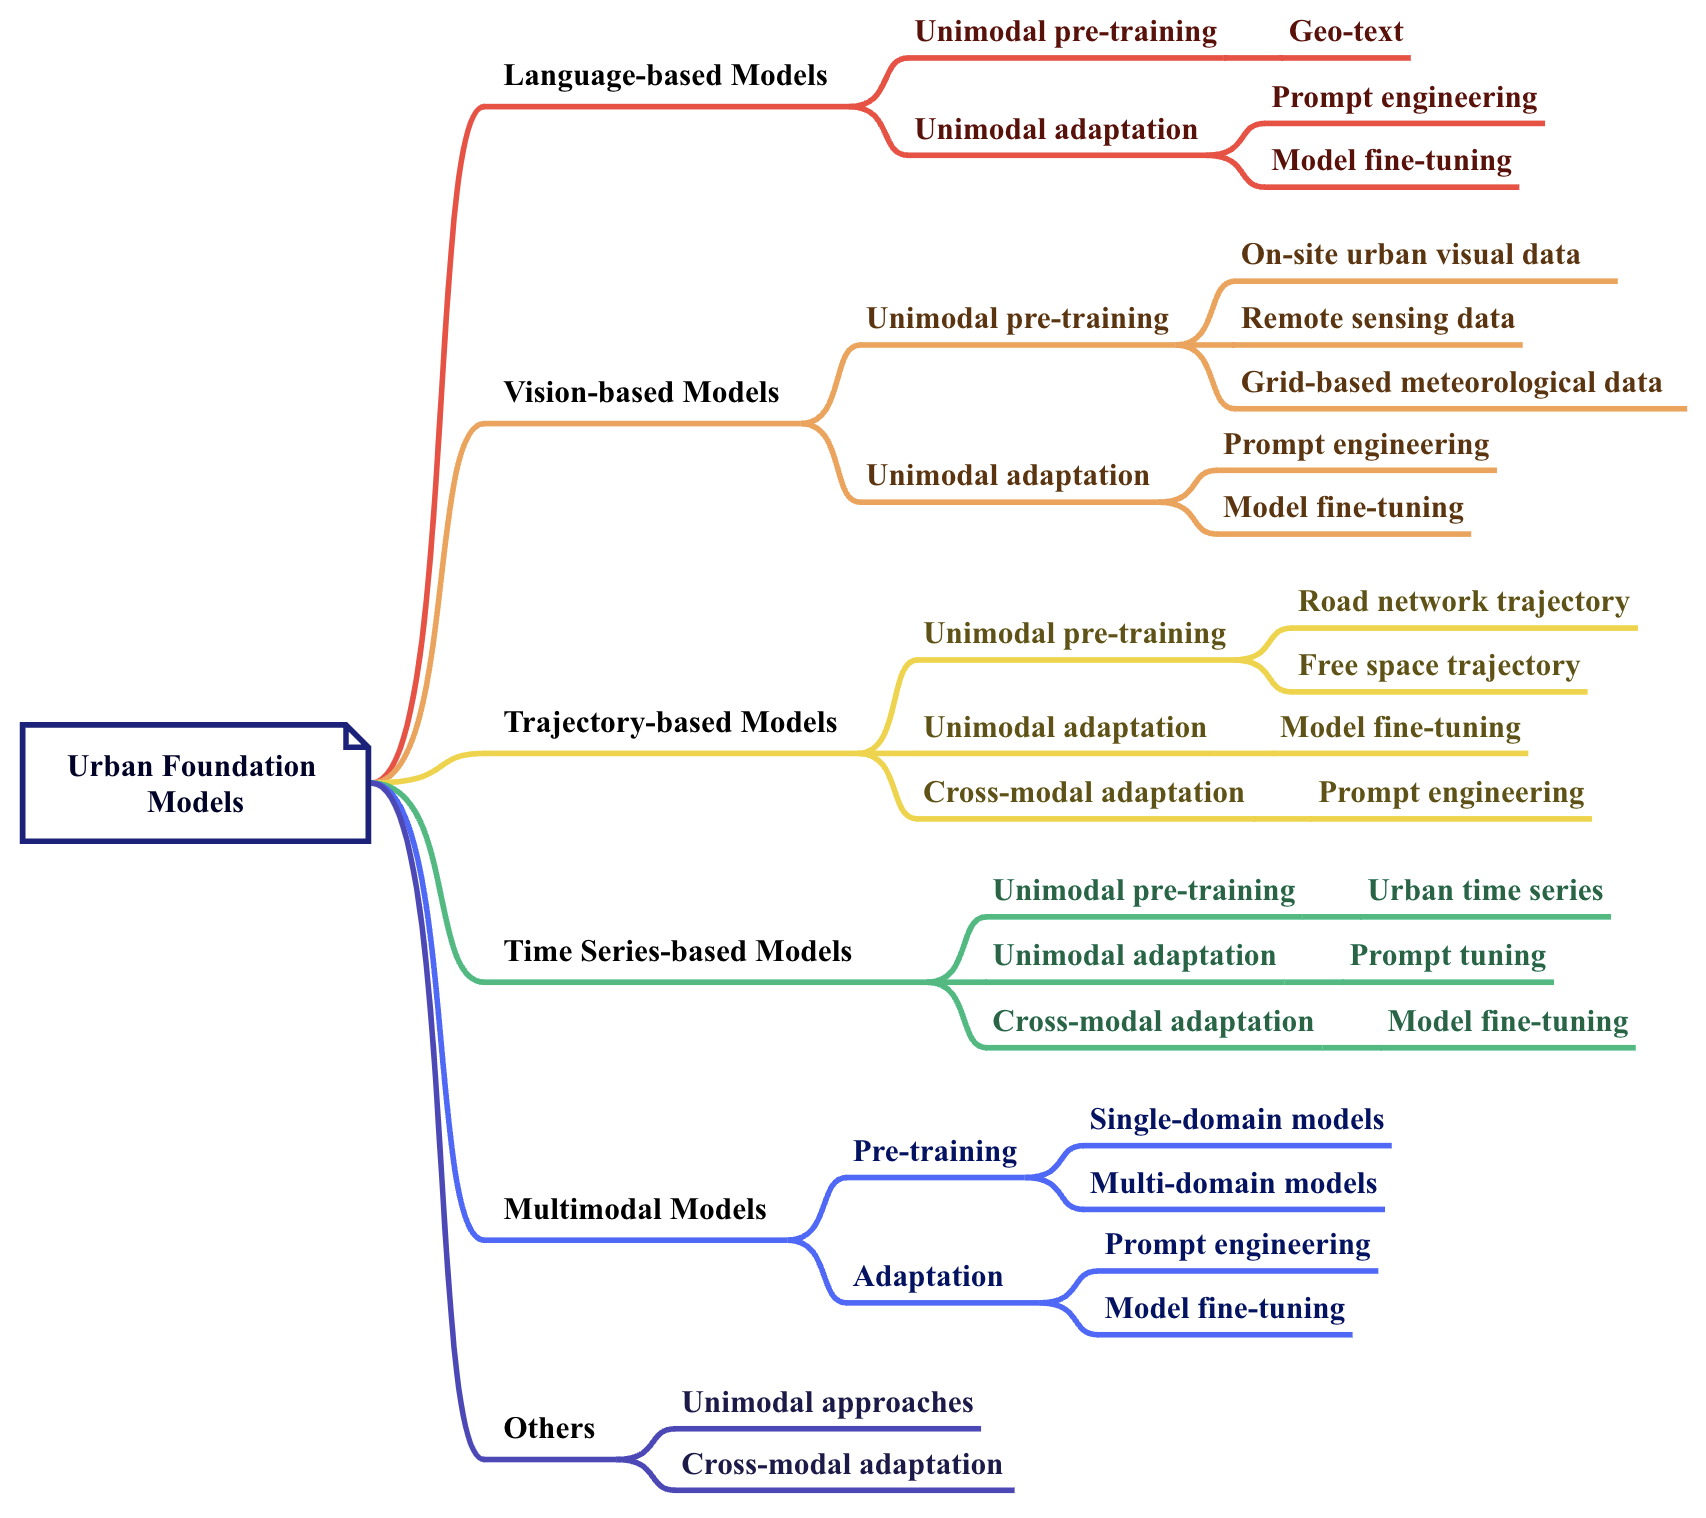 Urban Foundation
Models
Language-based Models
Unimodal pre-training
Geo-text
Unimodal adaptation
Prompt engineering
Model fine-tuning
Vision-based Models
Unimodal pre-training
On-site urban visual data
Remote sensing data
Grid-based meteorological data
Unimodal adaptation
Prompt engineering
Model fine-tuning
Trajectory-based Models
Unimodal pre-training
Road network trajectory
Free space trajectory
Unimodal adaptation
Model fine-tuning
Cross-modal adaptation
Prompt engineering
Time Series-based Models
Unimodal pre-training
Urban time series
Unimodal adaptation
Prompt tuning
Cross-modal adaptation
Model fine-tuning
Multimodal Models
Pre-training
Single-domain models
Multi-domain models
Adaptation
Prompt engineering
Model fine-tuning
Others
Unimodal approaches
Cross-modal adaptation